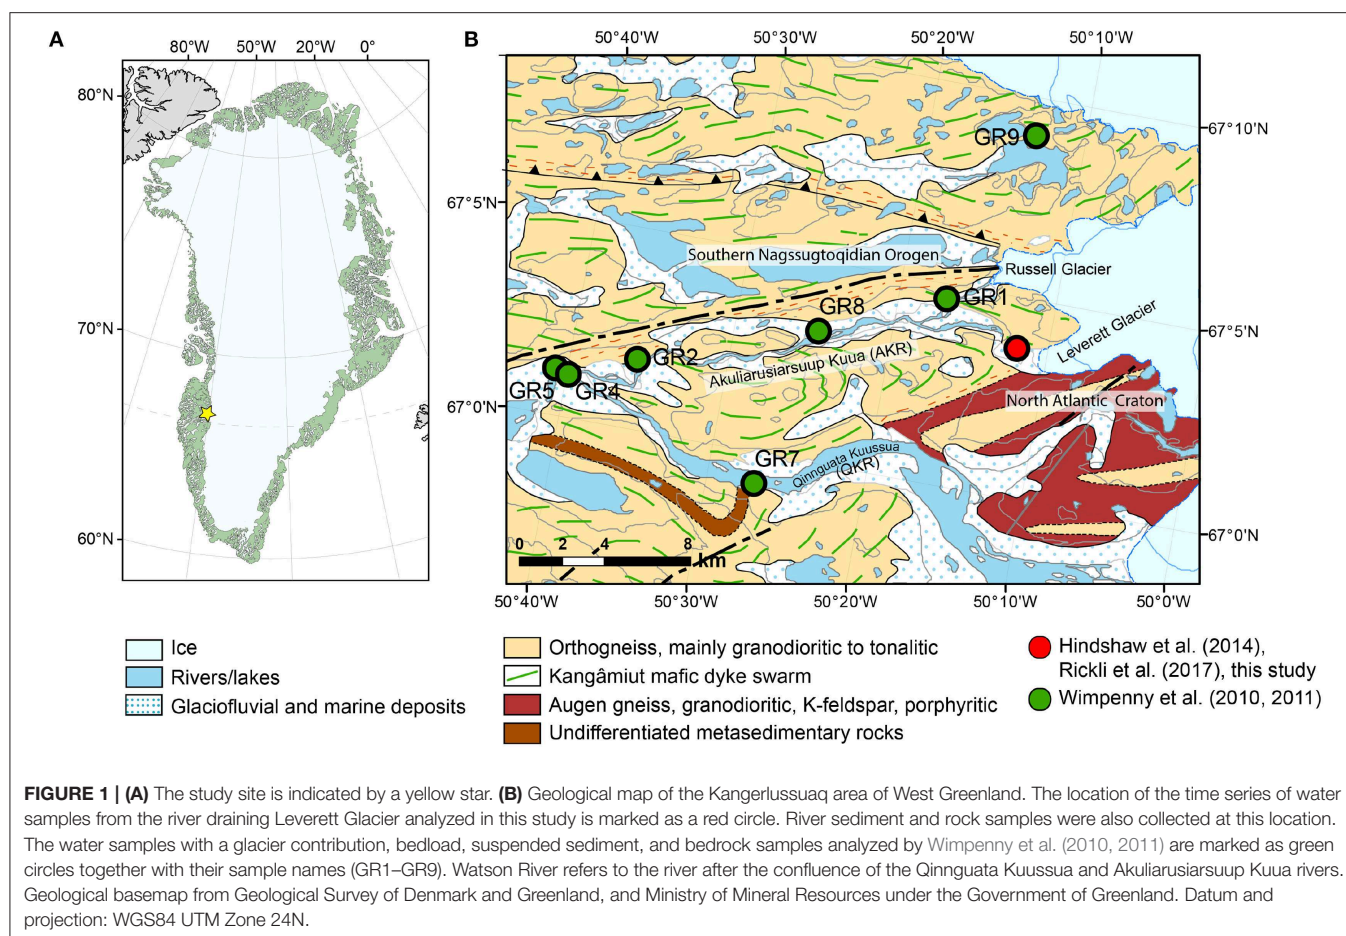 A
80°W 50°W 20°W 0°
80°N
70°N
60°N
B
50°40'W 50°30'W 50°20'W 50°10'W
67°10'N
67°5'N
67°5'N
67°0'N
67°0'N
GR9
Southern Nagssugtoqidian Orogen
Russell Glacier
GR1
GR8
Leverett Glacier
GR2
Akuliarusiarsuup Kuua (AKR)
GR5 GR4
North Atlantic Craton
GR7
Qinnguata Kuussua
(QKR)
0 2 4 8
km
50°40'W 50°30'W 50°20'W 50°10'W 50°0'W
Ice
Rivers/lakes
Glaciofluvial and marine deposits
Orthogneiss, mainly granodioritic to tonalitic
Kangâmiut mafic dyke swarm
Augen gneiss, granodioritic, K-feldspar, porphyritic
Undifferentiated metasedimentary rocks
Hindshaw et al. (2014),
Rickli et al. (2017), this study
Wimpenny et al. (2010, 2011)
FIGURE 1 | (A) The study site is indicated by a yellow star. (B) Geological map of the Kangerlussuaq area of West Greenland. The location of the time series of water
samples from the river draining Leverett Glacier analyzed in this study is marked as a red circle. River sediment and rock samples were also collected at this location.
The water samples with a glacier contribution, bedload, suspended sediment, and bedrock samples analyzed by Wimpenny et al. (2010, 2011) are marked as green
circles together with their sample names (GR1–GR9). Watson River refers to the river after the confluence of the Qinnguata Kuussua and Akuliarusiarsuup Kuua rivers.
Geological basemap from Geological Survey of Denmark and Greenland, and Ministry of Mineral Resources under the Government of Greenland. Datum and
projection: WGS84 UTM Zone 24N.